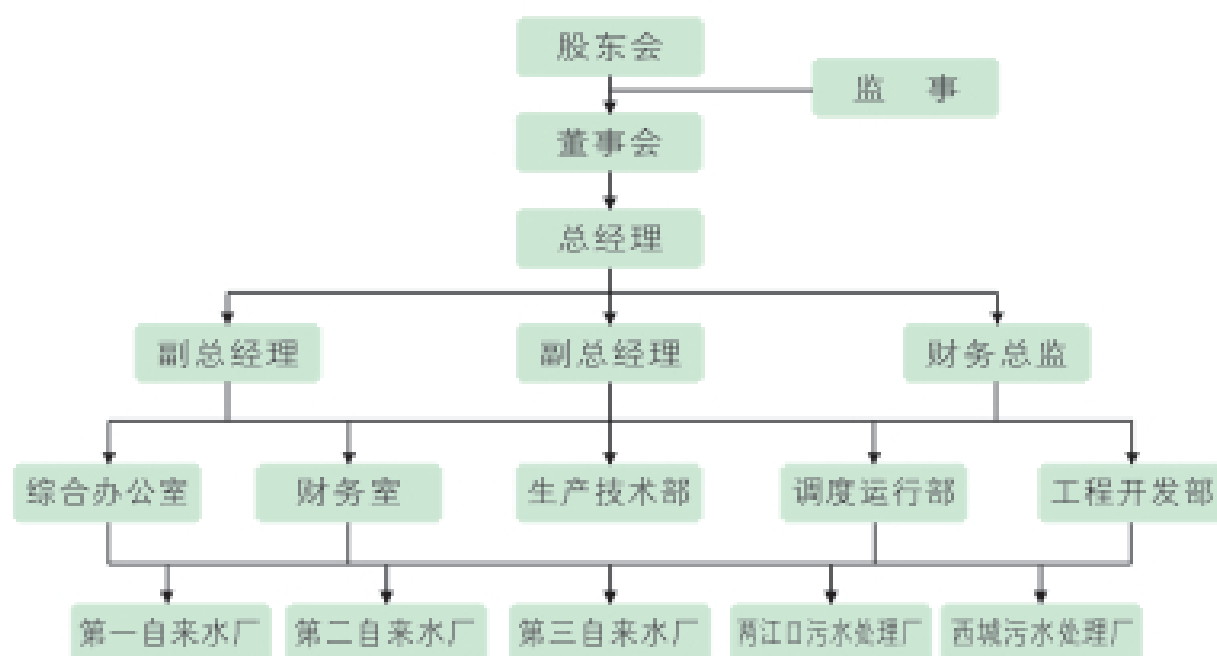 股东会
监 事
董事会
总经理
副总经理
副总经理
财务总监
综合办公室
财务室
生产技术部
调度运行部
工程开发部
第一自来水厂
第二自来水厂
第三自来水厂
两江口污水处理厂
西城污水处理厂